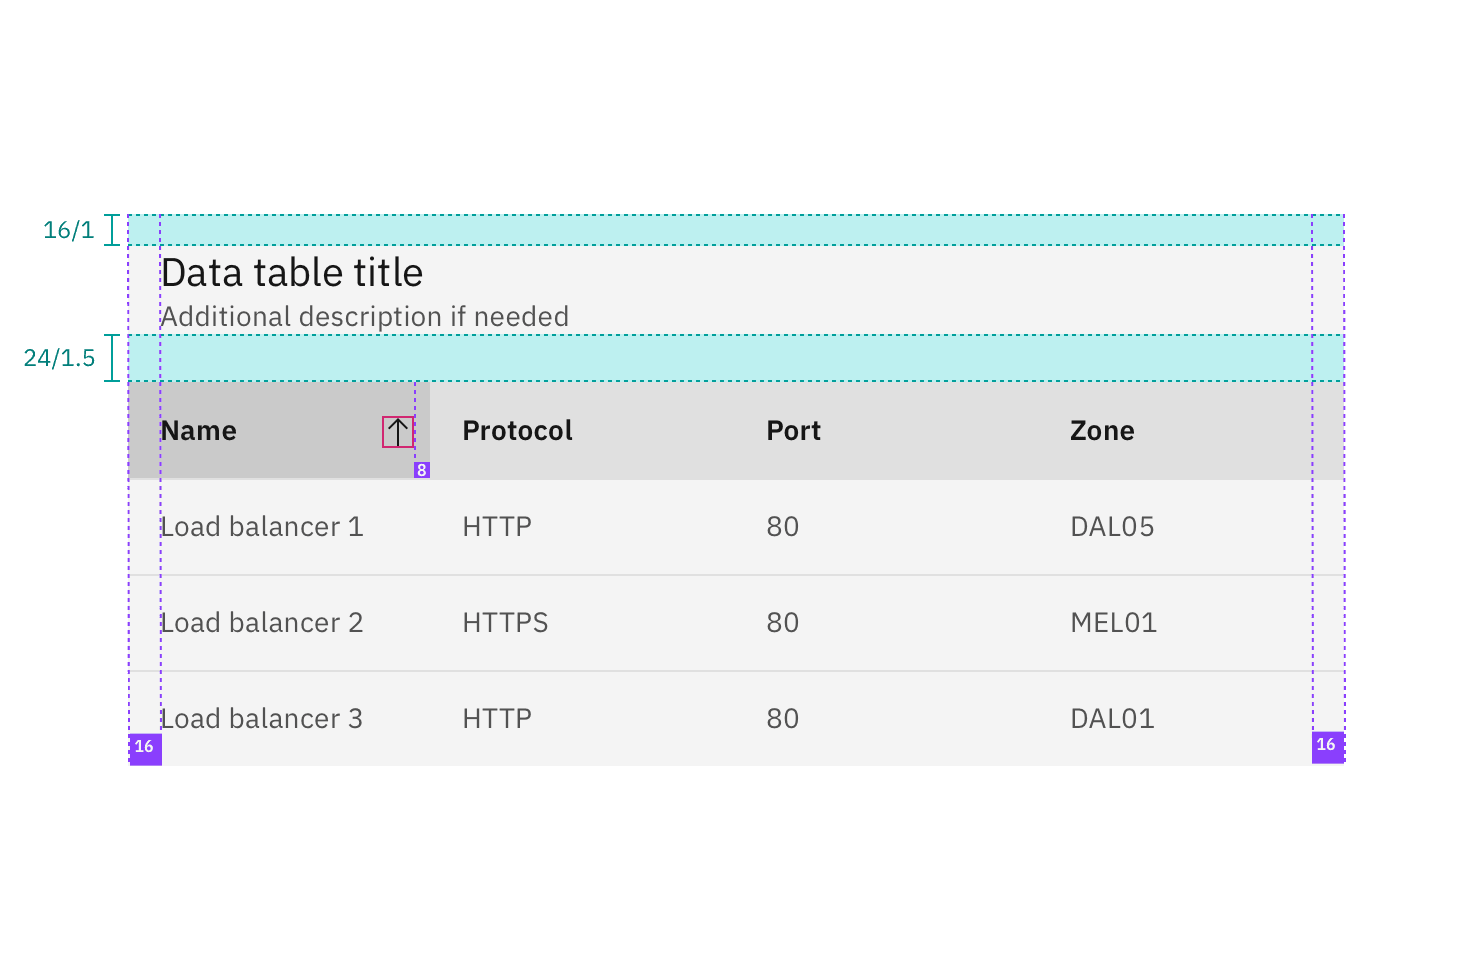 16/1
Data table title
Additional description if needed
24/1.5
Name Protocol Port Zone
8
Load balancer 1 HTTP 80 DAL05
Load balancer 2 HTTPS 80 MEL01
Load balancer 3 HTTP 80 DAL01
16 16